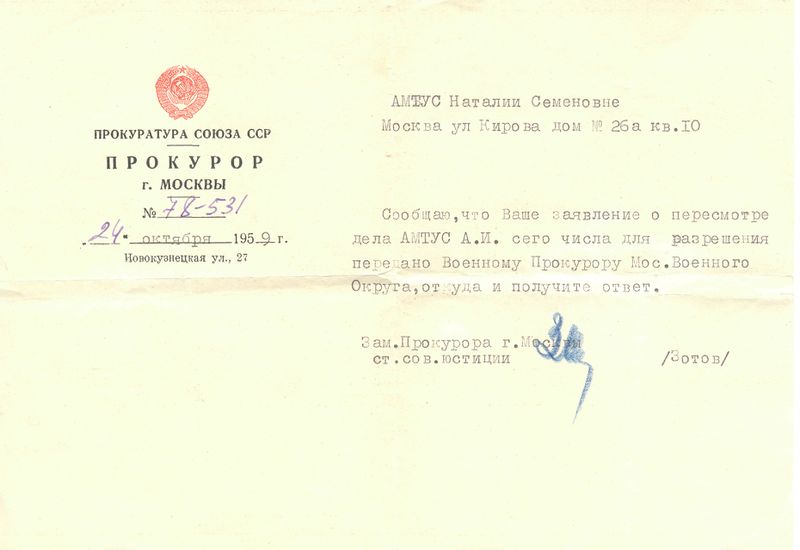 ПРОКУРАТУРА СОЮЗА ССР
ПРОКУРОР
г. МОСКВЫ
№ 78-531
„24" октября 1959 г.
Новокузнецкая ул., 27
АМТУС Наталии Семеновне
Москва ул Кирова дом № 26а кв.10
Сообщаю,что Ваше заявление о пересмотре
дела АМТУС А.И. сего числа для разрешения
передано Военному Прокурору Мос.Военного
Округа,откуда и получите ответ.
Зам.Прокурора г.Москвы
ст.сов.юстиции /Зотов/